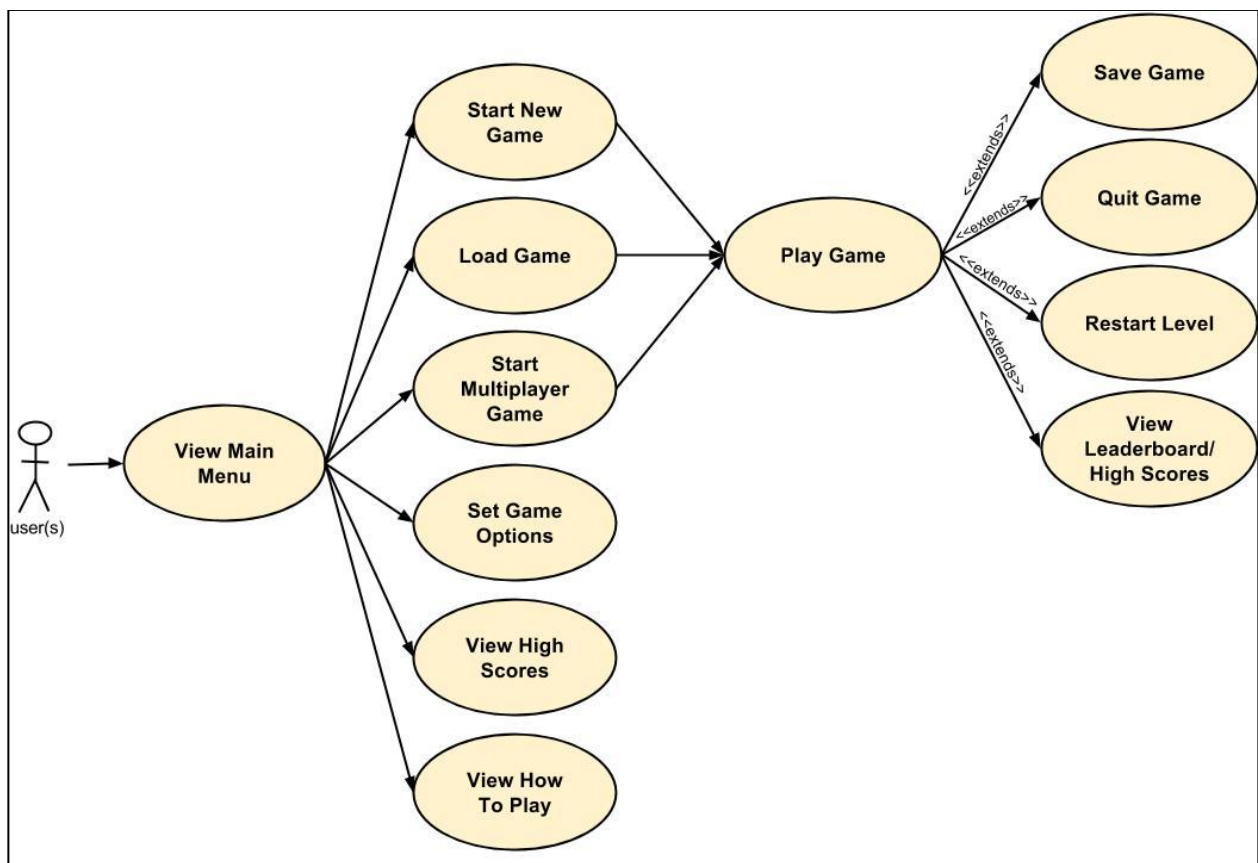 user(s)
View Main
Menu
Start New
Game
Load Game
Start
Multiplayer
Game
Set Game
Options
View High
Scores
View How
To Play
Play Game
<<extends>>
<<extends>>
<<extends>>
<<extends>>
Save Game
Quit Game
Restart Level
View
Leaderboard/
High Scores